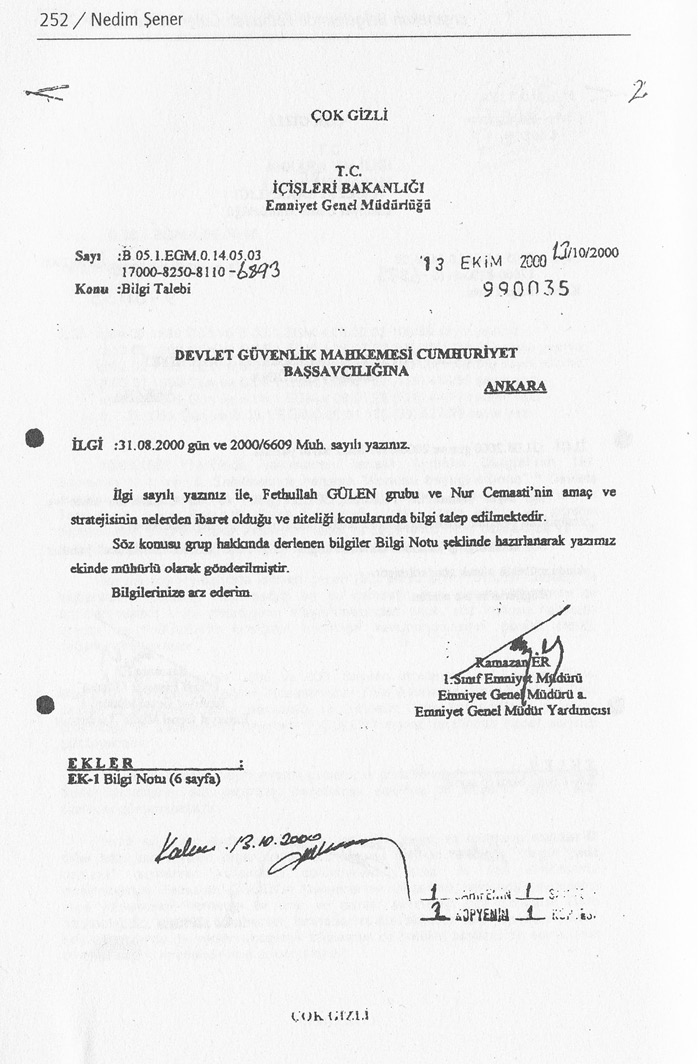 252 / Nedim Şener
2
ÇOK GİZLİ
T.C.
İÇİŞLERİ BAKANLIĞI
Emniyet Genel Müdürlüğü
Sayı :B 05.1.EGM.0.14.05.03
17000-8250-8110-6893
Konu :Bilgi Talebi
13 EKİM 2000 13/10/2000
990035
DEVLET GÜVENLİK MAHKEMESİ CUMHURİYET
BAŞSAVCILIĞINA
ANKARA
İLGİ :31.08.2000 gün ve 2000/6609 Muh. sayılı yazınız.
İlgi sayılı yazınız ile, Fethullah GÜLEN grubu ve Nur Cemaati'nin amaç ve
stratejisinin nelerden ibaret olduğu ve niteliği konularında bilgi talep edilmektedir.
Söz konusu grup hakkında derlenen bilgiler Bilgi Notu şeklinde hazırlanarak yazımız
ekinde mühürlü olarak gönderilmiştir.
Bilgilerinize arz ederim.
Ramazan ER
1.Sınıf Emniyet Müdürü
Emniyet Genel Müdürü a.
Emniyet Genel Müdür Yardımcısı
EKLER :
EK-1 Bilgi Notu (6 sayfa)
Kalem 13.10.2000
1 1
2 KOPYENİN 1
ÇOK GİZLİ